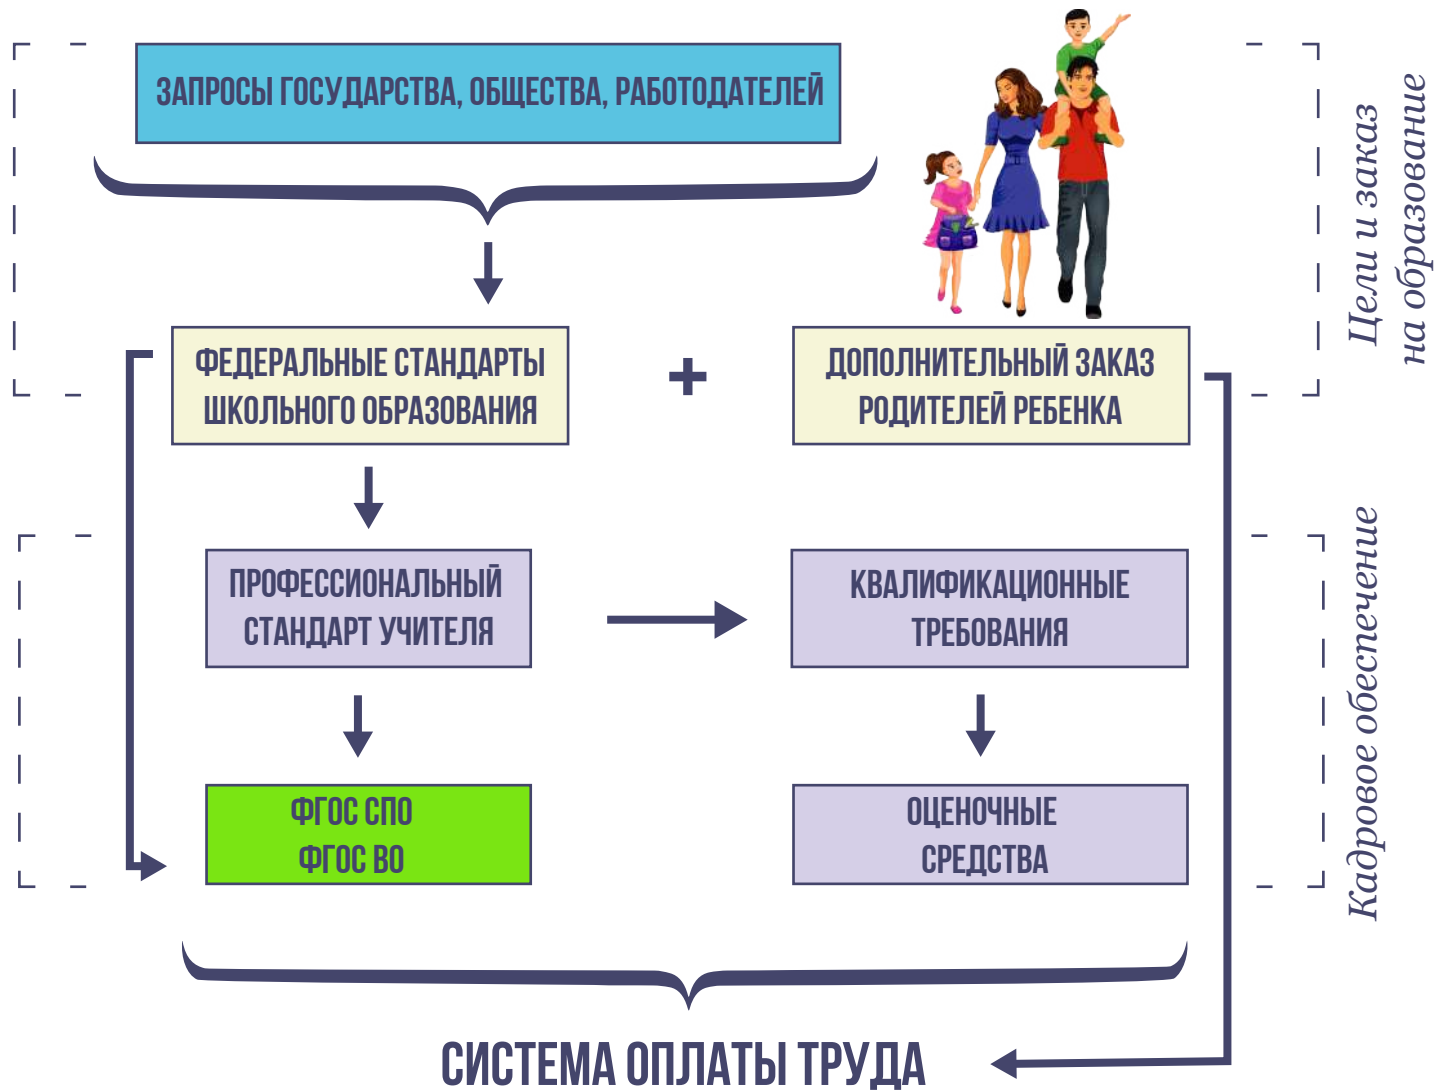 ЗАПРОСЫ ГОСУДАРСТВА, ОБЩЕСТВА, РАБОТОДАТЕЛЕЙ
Цели и заказ
на образование
ФЕДЕРАЛЬНЫЕ СТАНДАРТЫ
ШКОЛЬНОГО ОБРАЗОВАНИЯ
+
ДОПОЛНИТЕЛЬНЫЙ ЗАКАЗ
РОДИТЕЛЕЙ РЕБЕНКА
ПРОФЕССИОНАЛЬНЫЙ
СТАНДАРТ УЧИТЕЛЯ
КВАЛИФИКАЦИОННЫЕ
ТРЕБОВАНИЯ
Кадровое обеспечение
ФГОС СПО
ФГОС ВО
ОЦЕНОЧНЫЕ
СРЕДСТВА
СИСТЕМА ОПЛАТЫ ТРУДА